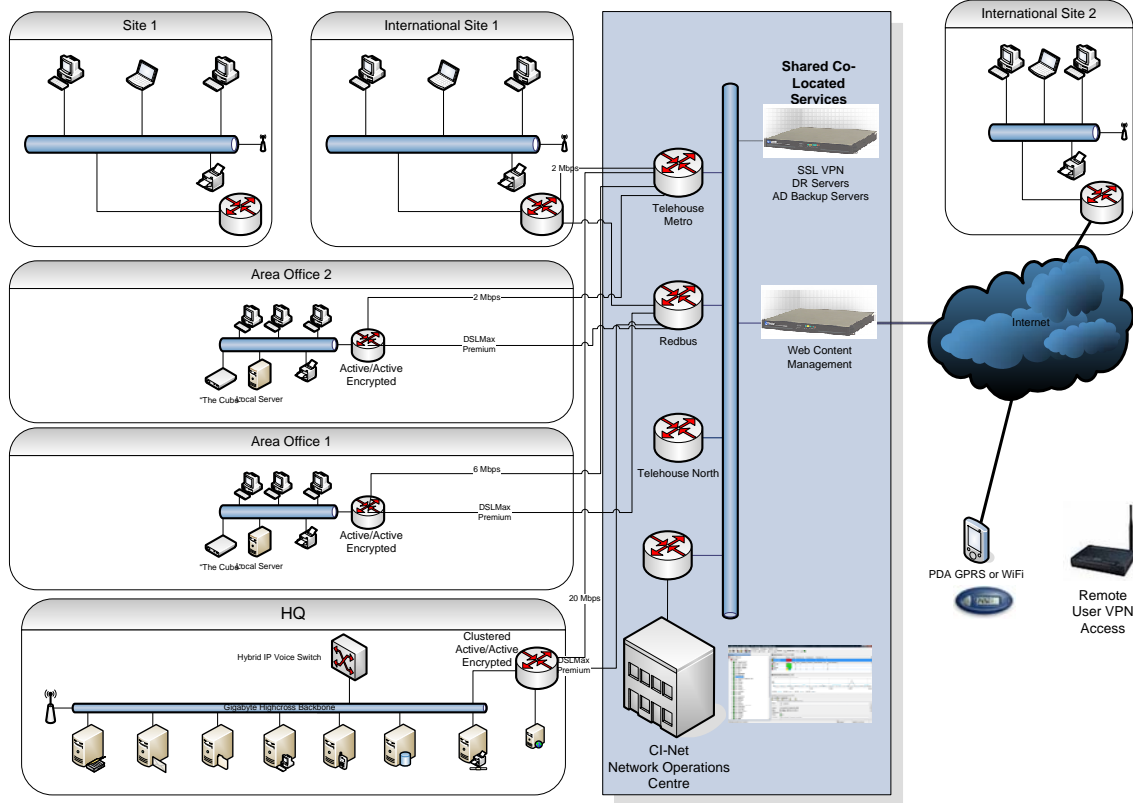 Site 1
International Site 1
Shared Co-
Located
Services
International Site 2
SSL VPN
DR Servers
AD Backup Servers
2 Mbps
Telehouse
Metro
Area Office 2
2 Mbps
DSLMax
Premium
Active/Active
Encrypted
"The Cube"
Local Server
Redbus
Web Content
Management
Internet
Area Office 1
6 Mbps
DSLMax
Premium
Active/Active
Encrypted
"The Cube"
Local Server
Telehouse North
PDA GPRS or WiFi
Remote
User VPN
Access
20 Mbps
HQ
Hybrid IP Voice Switch
Clustered
Active/Active
Encrypted
DSLMax
Premium
Gigabyte Highcross Backbone
CI-Net
Network Operations
Centre